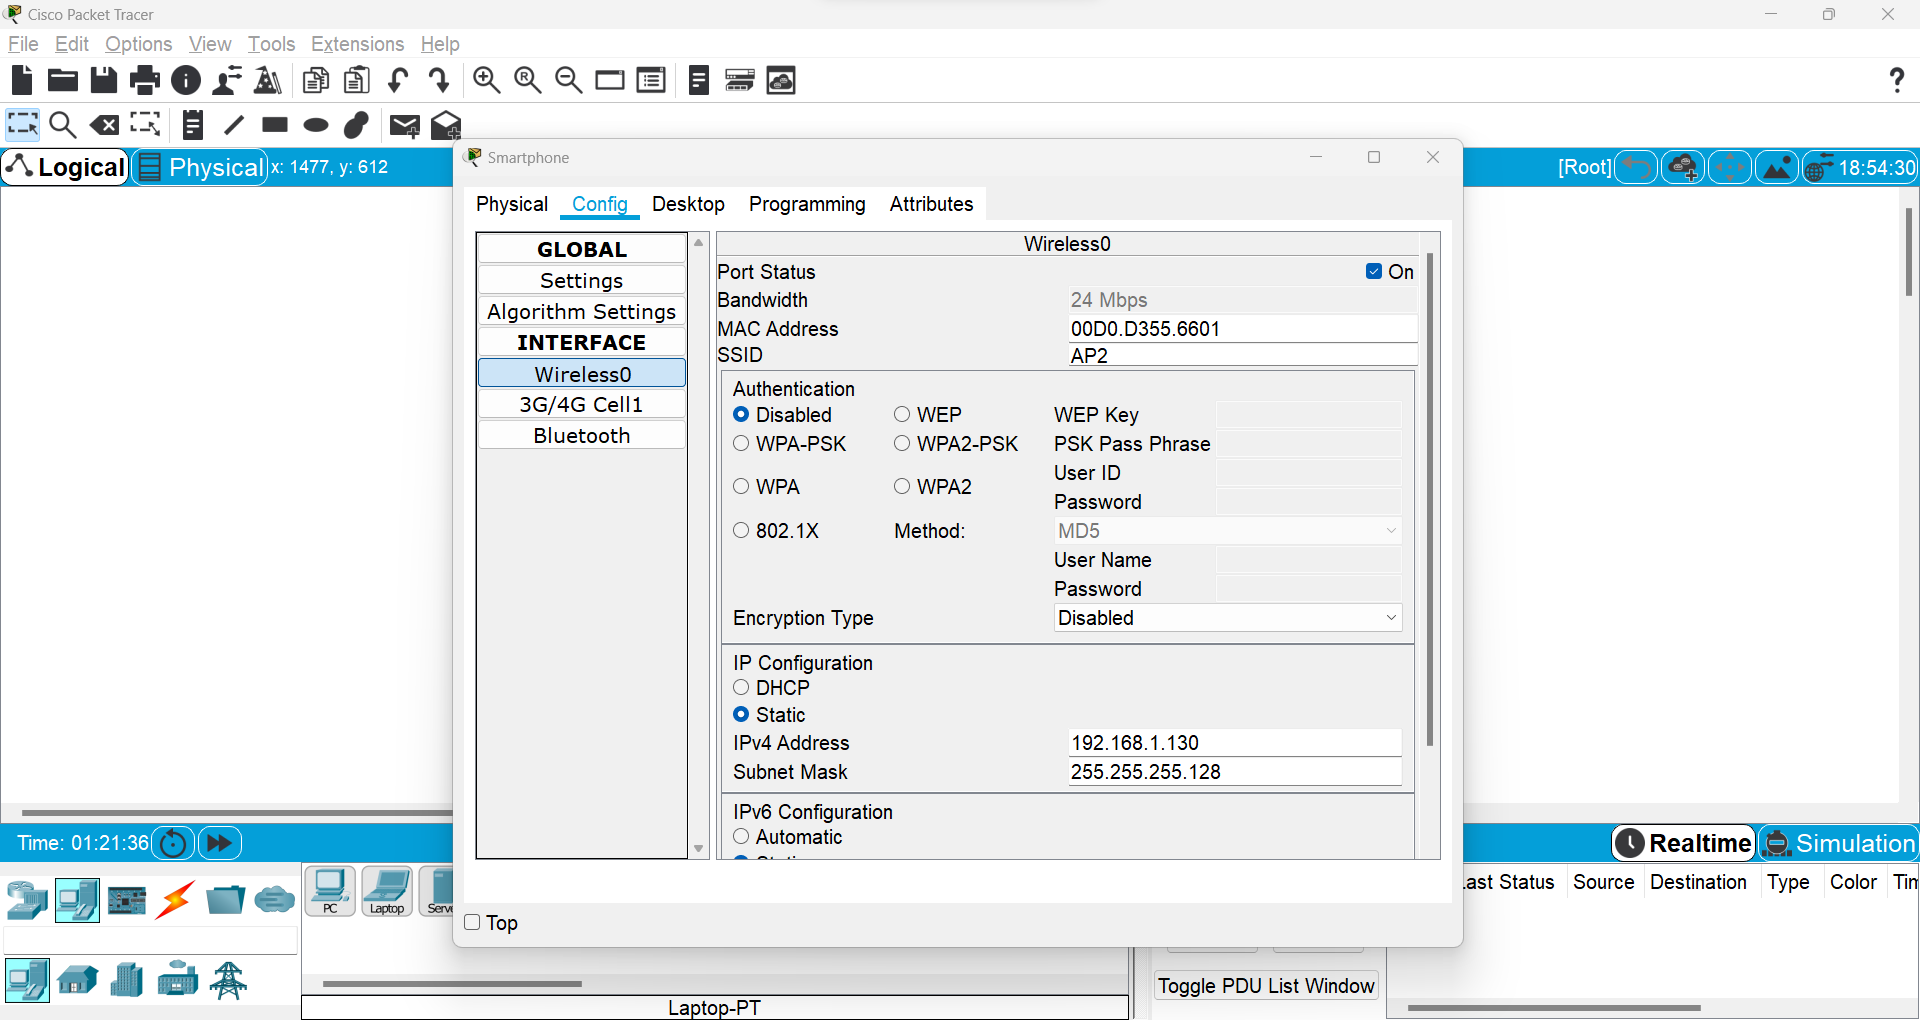 Cisco Packet Tracer
File Edit Options View Tools Extensions Help
Logical Physical x: 1477, y: 612
[Root] 18:54:30
Smartphone
Physical Config Desktop Programming Attributes
GLOBAL
Settings
Algorithm Settings
INTERFACE
Wireless0
3G/4G Cell1
Bluetooth
Wireless0
Port Status On
Bandwidth 24 Mbps
MAC Address 00D0.D355.6601
SSID AP2
Authentication
Disabled WEP WEP Key
WPA-PSK WPA2-PSK PSK Pass Phrase
User ID
WPA WPA2
Password
802.1X Method: MD5
User Name
Password
Encryption Type Disabled
IP Configuration
DHCP
Static
IPv4 Address 192.168.1.130
Subnet Mask 255.255.255.128
IPv6 Configuration
Automatic
Top
Time: 01:21:36
Realtime Simulation
PC Laptop Serve
Last Status Source Destination Type Color Tim
Toggle PDU List Window
Laptop-PT